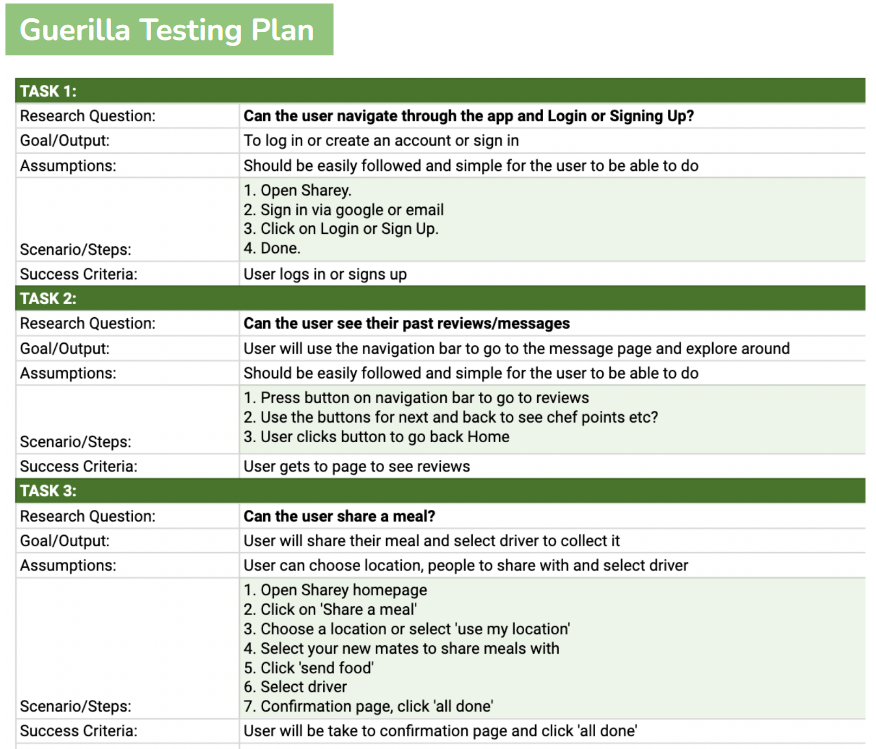 Guerilla Testing Plan
TASK 1:
Research Question: Can the user navigate through the app and Login or Signing Up?
Goal/Output: To log in or create an account or sign in
Assumptions: Should be easily followed and simple for the user to be able to do
Scenario/Steps: 1. Open Sharey.
2. Sign in via google or email
3. Click on Login or Sign Up.
4. Done.
Success Criteria: User logs in or signs up
TASK 2:
Research Question: Can the user see their past reviews/messages
Goal/Output: User will use the navigation bar to go to the message page and explore around
Assumptions: Should be easily followed and simple for the user to be able to do
Scenario/Steps: 1. Press button on navigation bar to go to reviews
2. Use the buttons for next and back to see chef points etc?
3. User clicks button to go back Home
Success Criteria: User gets to page to see reviews
TASK 3:
Research Question: Can the user share a meal?
Goal/Output: User will share their meal and select driver to collect it
Assumptions: User can choose location, people to share with and select driver
Scenario/Steps: 1. Open Sharey homepage
2. Click on 'Share a meal'
3. Choose a location or select 'use my location'
4. Select your new mates to share meals with
5. Click 'send food'
6. Select driver
7. Confirmation page, click 'all done'
Success Criteria: User will be take to confirmation page and click 'all done'